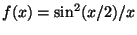 f(x) = sin²(x/2)/x